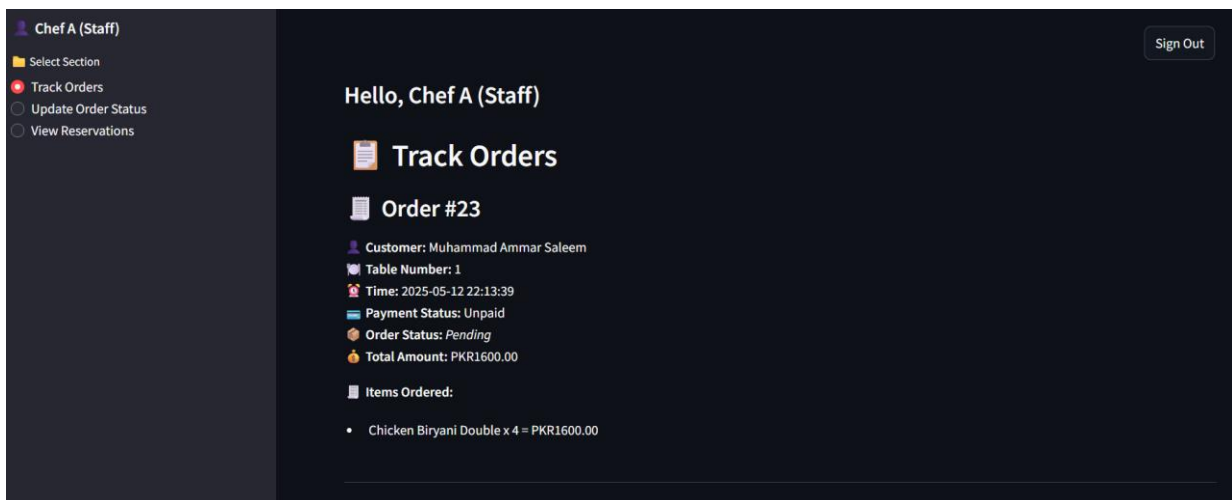 Chef A (Staff)
Select Section
Track Orders
Update Order Status
View Reservations
Sign Out
Hello, Chef A (Staff)
Track Orders
Order #23
Customer: Muhammad Ammar Saleem
Table Number: 1
Time: 2025-05-12 22:13:39
Payment Status: Unpaid
Order Status: Pending
Total Amount: PKR1600.00
Items Ordered:
• Chicken Biryani Double x 4 = PKR1600.00